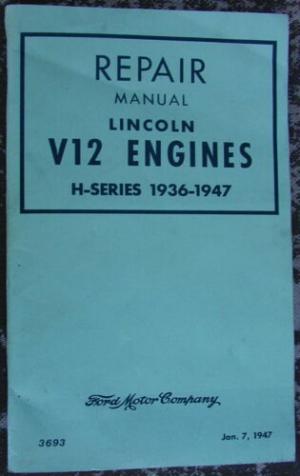 REPAIR
MANUAL
LINCOLN
V12 ENGINES
H-SERIES 1936-1947
Ford Motor Company
3693
Jan. 7, 1947